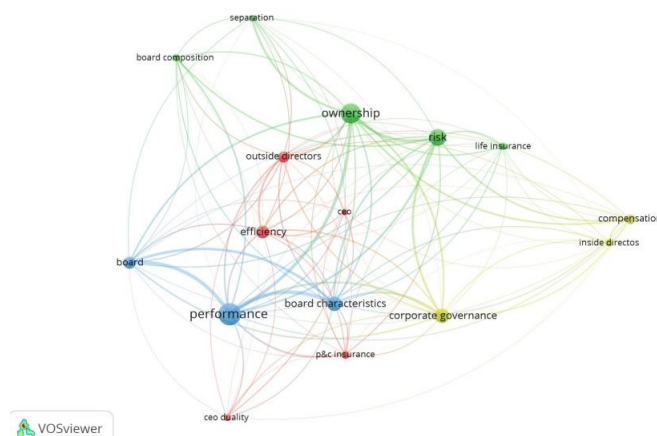 separation
board composition
ownership
risk
life insurance
outside directors
ceo
compensation
efficiency
inside directos
board
board characteristics
performance
corporate governance
p&c insurance
ceo duality
VOSviewer